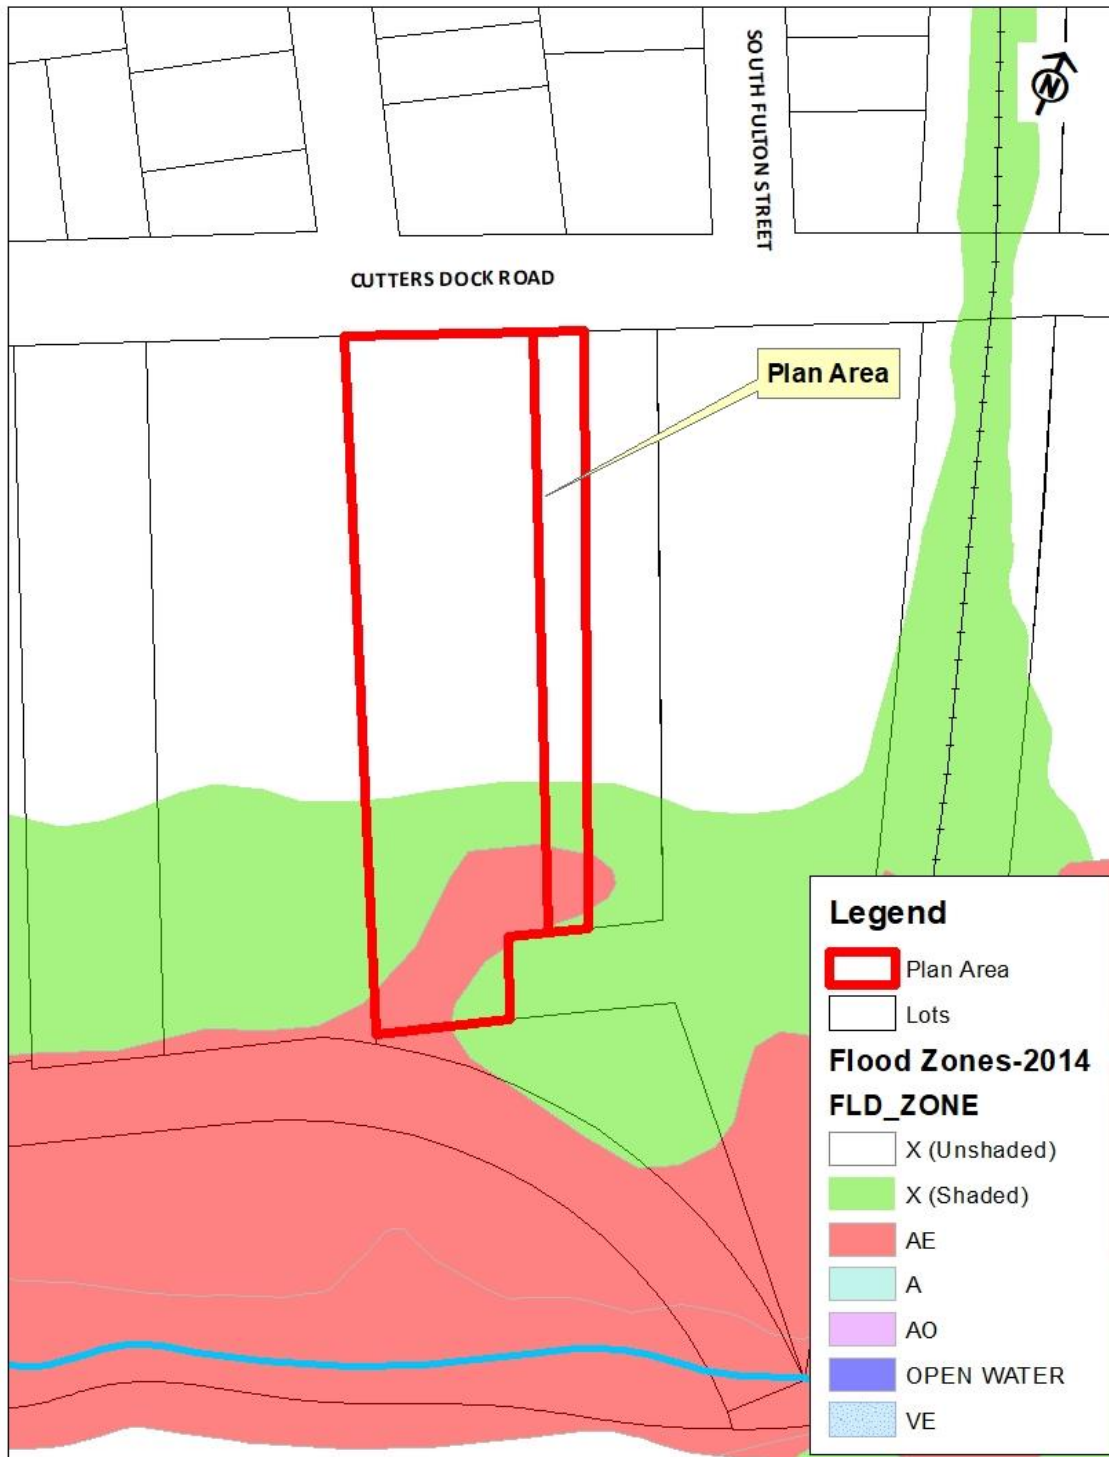 SOUTH FULTON STREET
N
CUTTERS DOCK ROAD
Plan Area
Legend
Plan Area
Lots
Flood Zones-2014
FLD_ZONE
X (Unshaded)
X (Shaded)
AE
A
AO
OPEN WATER
VE